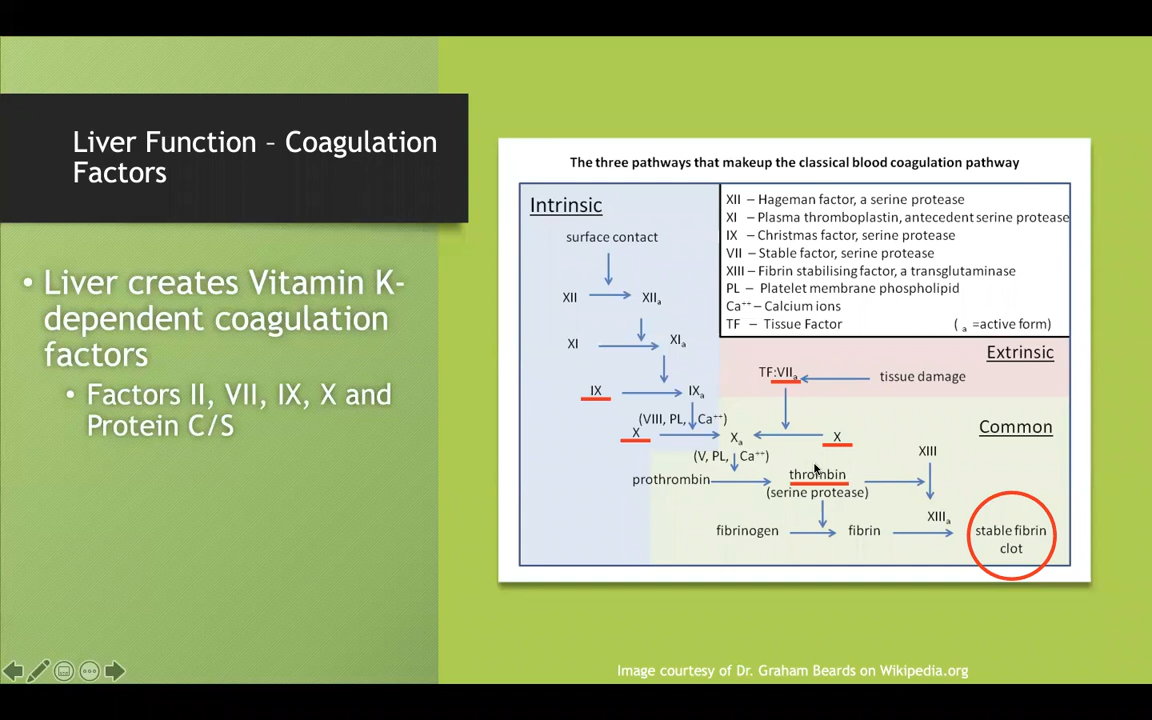 Liver Function – Coagulation
Factors
• Liver creates Vitamin K-
dependent coagulation
factors
• Factors II, VII, IX, X and
Protein C/S
The three pathways that makeup the classical blood coagulation pathway
Intrinsic
surface contact
XII
XIIa
XI
XIa
IX
IXa
(VIII, PL, Ca++)
X
Xa
X
(V, PL, Ca++)
prothrombin
thrombin
(serine protease)
fibrinogen
fibrin
XIII
XIIIa
stable fibrin
clot
XII – Hageman factor, a serine protease
XI – Plasma thromboplastin, antecedent serine protease
IX – Christmas factor, serine protease
VII – Stable factor, serine protease
XIII – Fibrin stabilising factor, a transglutaminase
PL – Platelet membrane phospholipid
Ca++ – Calcium ions
TF – Tissue Factor ( a =active form)
Extrinsic
TF:VIIa
tissue damage
Common
Image courtesy of Dr. Graham Beards on Wikipedia.org